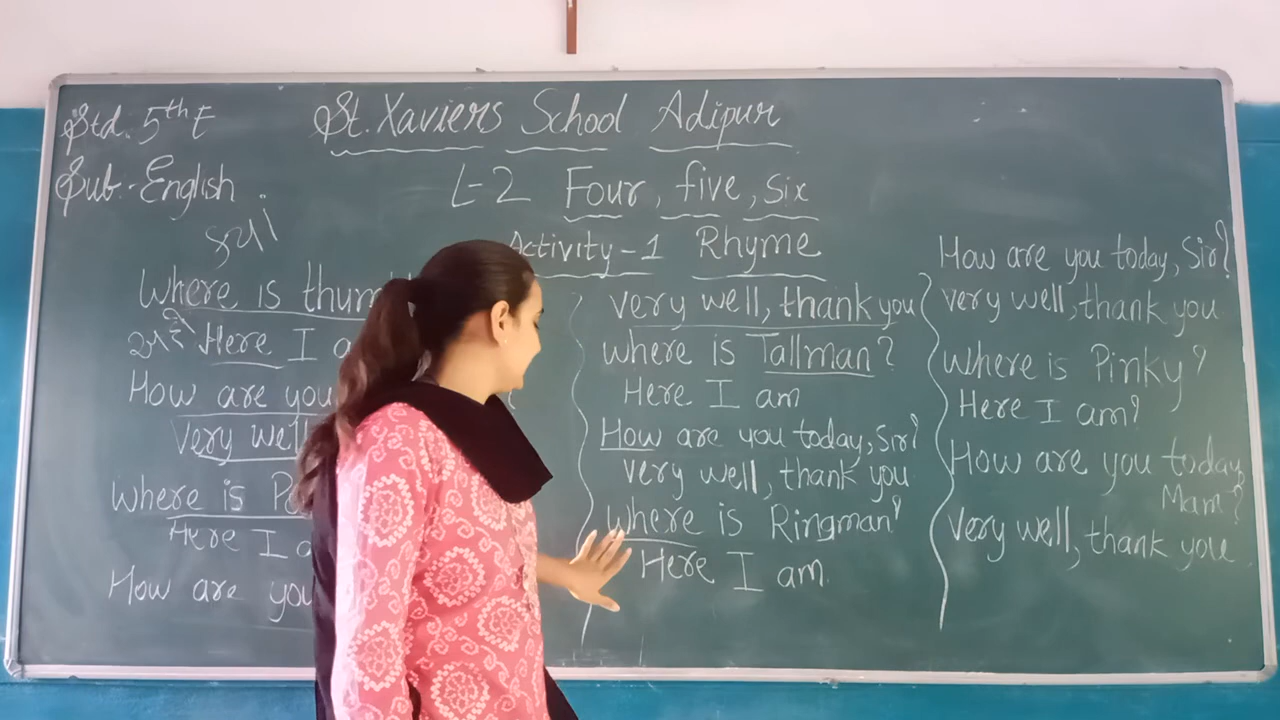 Std. 5th E
St. Xaviers School Adipur
Sub:- English
L-2 Four, five, six
Activity-1 Rhyme
ક્યાં
Where is
અહીં Here I
How are you
Very well
Where is
Here I
How are you
Very well, thank you
Where is Tallman?
Here I am
How are you today, Sir?
Very well, thank you
Where is Ringman?
Here I am.
How are you today, Sir?
Very well, thank you
Where is Pinky?
Here I am?
How are you today,
Mam?
Very well, thank you